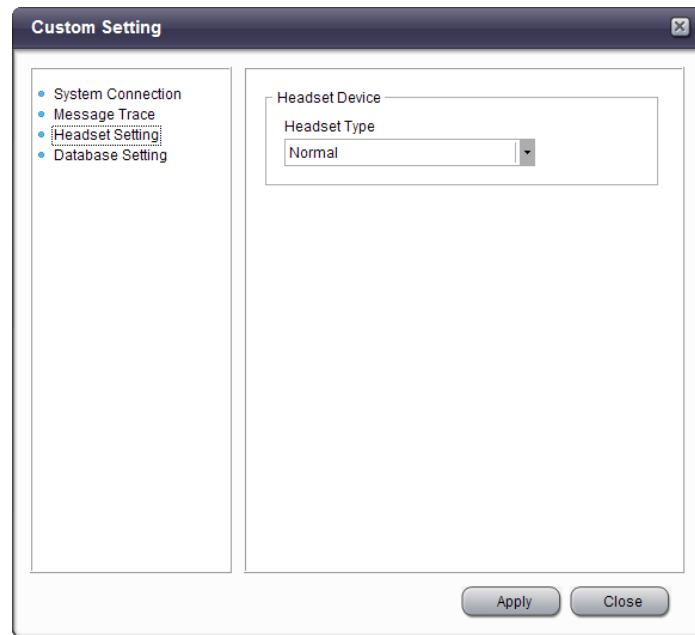 Custom Setting
System Connection
Message Trace
Headset Setting
Database Setting
Headset Device
Headset Type
Normal
Apply
Close